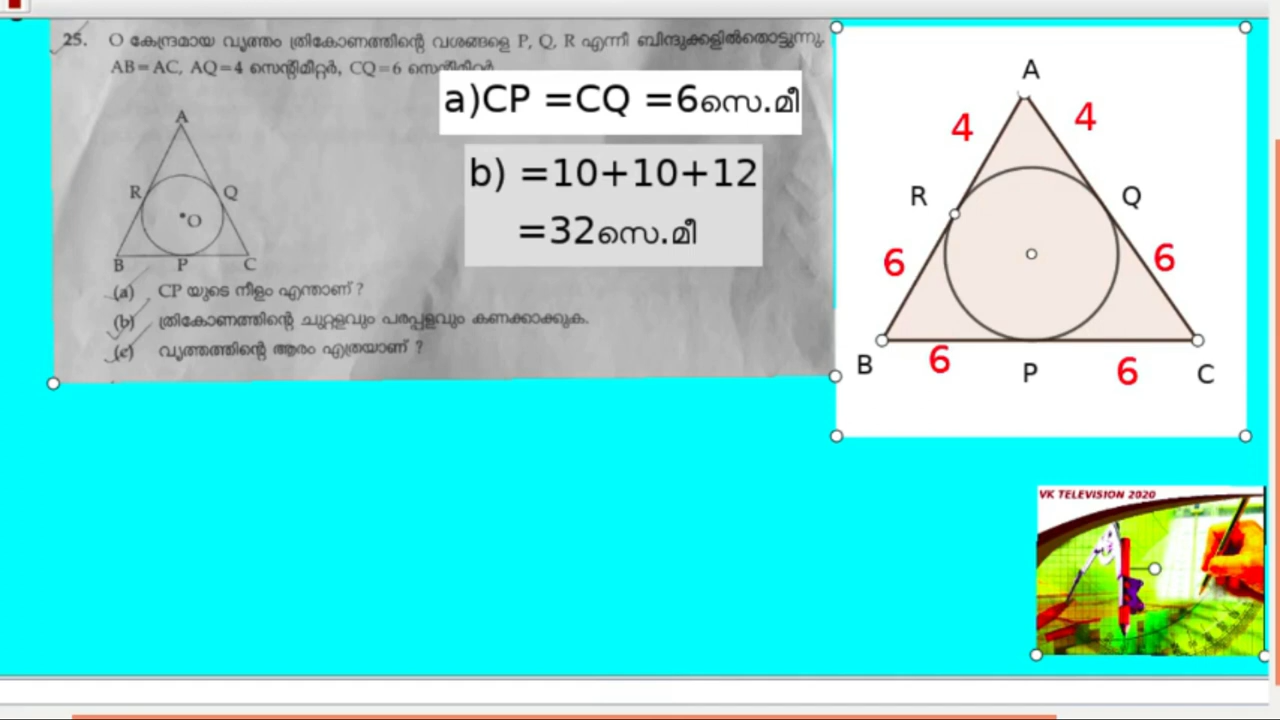 25. O കേന്ദ്രമായ വൃത്തം ത്രികോണത്തിന്റെ വശങ്ങളെ P, Q, R എന്നീ ബിന്ദുക്കളിൽതൊട്ടുന്നു.
AB=AC, AQ=4 സെന്റിമീറ്റർ, CQ=6 സെന്റിമീറ്റർ
a)CP =CQ =6സെ.മീ
b) =10+10+12
=32സെ.മീ
A
R Q
O
B P C
(a) CP യുടെ നീളം എന്താണ് ?
(b) ത്രികോണത്തിന്റെ ചുറ്റളവും പരപ്പളവും കണക്കാക്കുക.
(c) വൃത്തത്തിന്റെ ആരം എത്രയാണ് ?
A
4 4
R Q
6 6
B 6 P 6 C
VK TELEVISION 2020